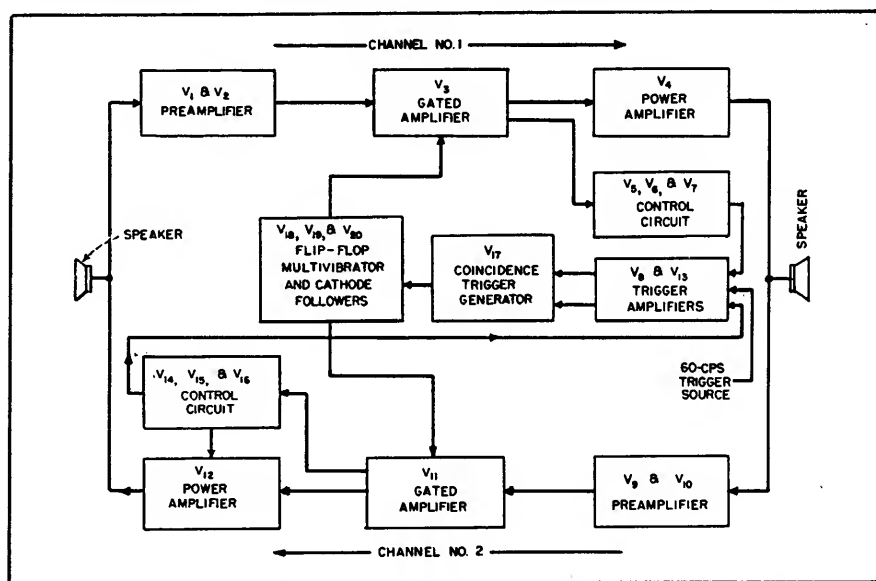 CHANNEL NO. 1
V1 & V2
PREAMPLIFIER
V3
GATED
AMPLIFIER
V4
POWER
AMPLIFIER
V5, V6, & V7
CONTROL
CIRCUIT
SPEAKER
SPEAKER
V18, V19, & V20
FLIP-FLOP
MULTIVIBRATOR
AND CATHODE
FOLLOWERS
V17
COINCIDENCE
TRIGGER
GENERATOR
V8 & V13
TRIGGER
AMPLIFIERS
60-CPS
TRIGGER
SOURCE
V14, V15, & V16
CONTROL
CIRCUIT
V12
POWER
AMPLIFIER
V11
GATED
AMPLIFIER
V9 & V10
PREAMPLIFIER
CHANNEL NO. 2